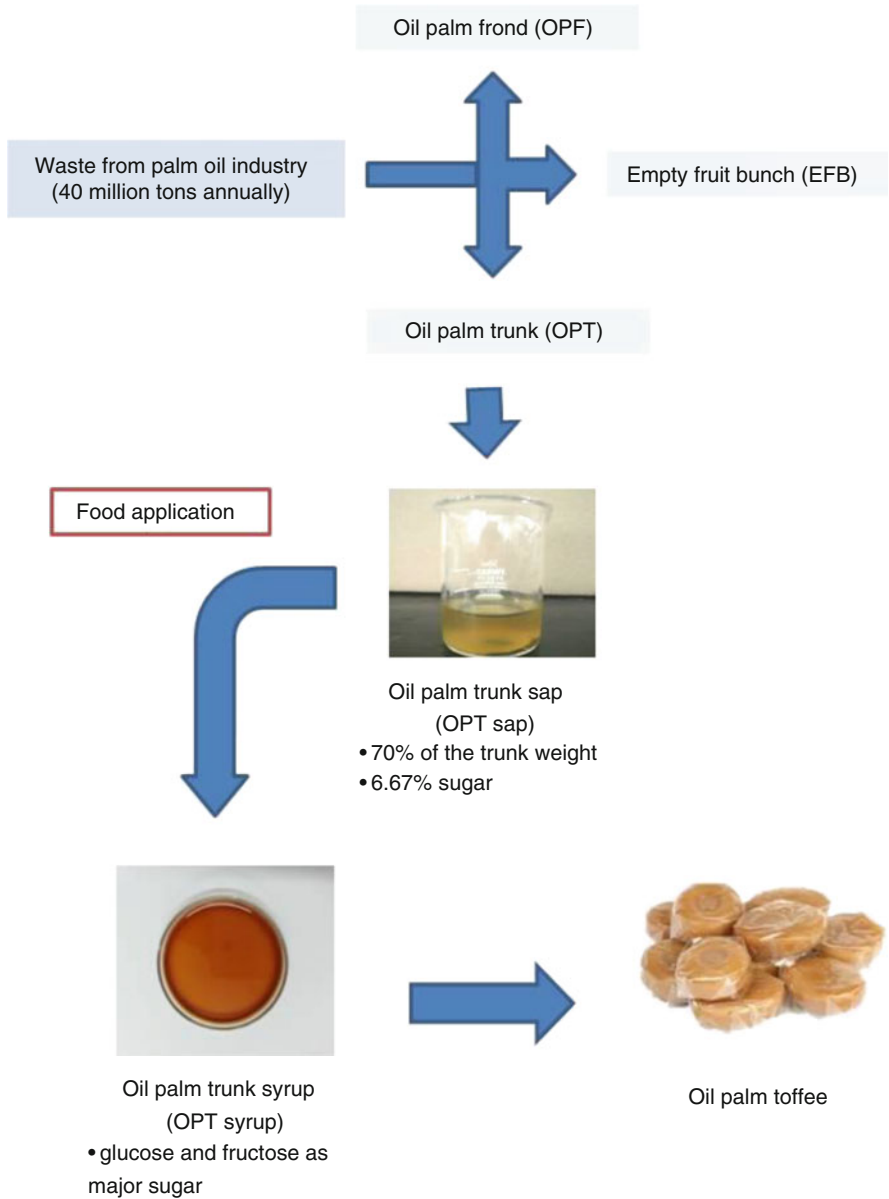 Oil palm frond (OPF)
Waste from palm oil industry
(40 million tons annually)
Empty fruit bunch (EFB)
Oil palm trunk (OPT)
Food application
Oil palm trunk sap
(OPT sap)
• 70% of the trunk weight
• 6.67% sugar
Oil palm trunk syrup
(OPT syrup)
• glucose and fructose as
major sugar
Oil palm toffee